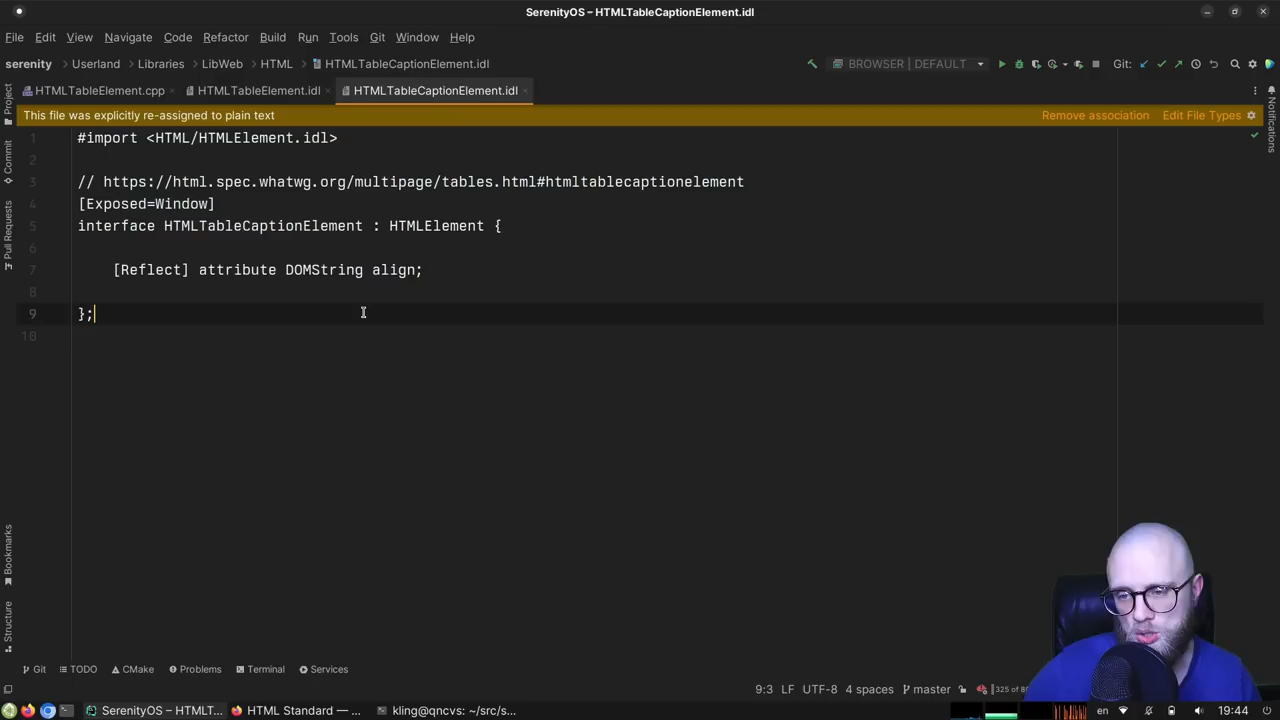 SerenityOS – HTMLTableCaptionElement.idl
File Edit View Navigate Code Refactor Build Run Tools Git Window Help
serenity Userland Libraries LibWeb HTML HTMLTableCaptionElement.idl BROWSER | DEFAULT Git:
HTMLTableElement.cpp HTMLTableElement.idl HTMLTableCaptionElement.idl
This file was explicitly re-assigned to plain text Remove association Edit File Types
1 #import <HTML/HTMLElement.idl>
2
3 // https://html.spec.whatwg.org/multipage/tables.html#htmltablecaptionelement
4 [Exposed=Window]
5 interface HTMLTableCaptionElement : HTMLElement {
6
7 [Reflect] attribute DOMString align;
8
9 };
10
Project
Commit
Pull Requests
Bookmarks
Structure
Notifications
Git TODO CMake Problems Terminal Services
9:3 LF UTF-8 4 spaces master
SerenityOS – HTMLT... HTML Standard — ... kling@qncvs: ~/src/s... en 19:44